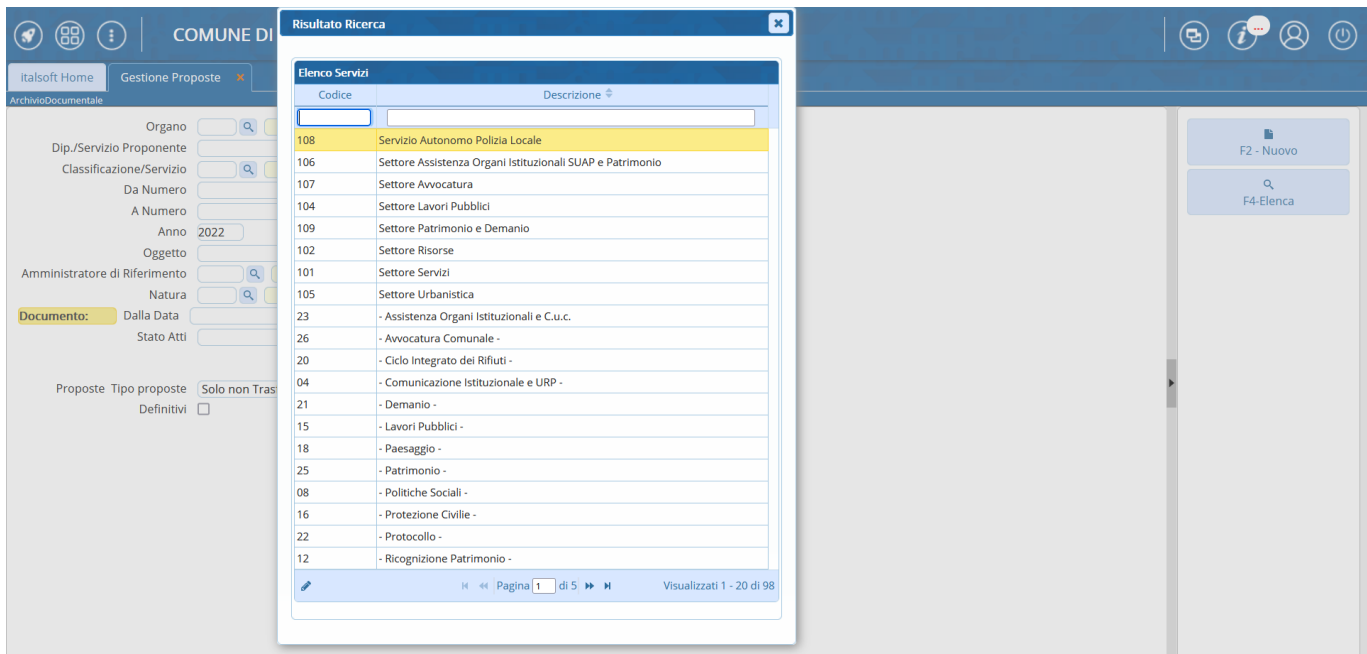 COMUNE DI
Italsoft Home
Gestione Proposte ×
ArchivioDocumentale
Organo
Dip./Servizio Proponente
Classificazione/Servizio
Da Numero
A Numero
Anno 2022
Oggetto
Amministratore di Riferimento
Natura
Documento: Dalla Data
Stato Atti
Proposte Tipo proposte Solo non Tras
Definitivi
Risultato Ricerca
Elenco Servizi
Codice Descrizione
108 Servizio Autonomo Polizia Locale
106 Settore Assistenza Organi Istituzionali SUAP e Patrimonio
107 Settore Avvocatura
104 Settore Lavori Pubblici
109 Settore Patrimonio e Demanio
102 Settore Risorse
101 Settore Servizi
105 Settore Urbanistica
23 - Assistenza Organi Istituzionali e C.u.c.
26 - Avvocatura Comunale -
20 - Ciclo Integrato dei Rifiuti -
04 - Comunicazione Istituzionale e URP -
21 - Demanio -
15 - Lavori Pubblici -
18 - Paesaggio -
25 - Patrimonio -
08 - Politiche Sociali -
16 - Protezione Civilie -
22 - Protocollo -
12 - Ricognizione Patrimonio -
Pagina 1 di 5 Visualizzati 1 - 20 di 98
...
F2 - Nuovo
F4-Elenca